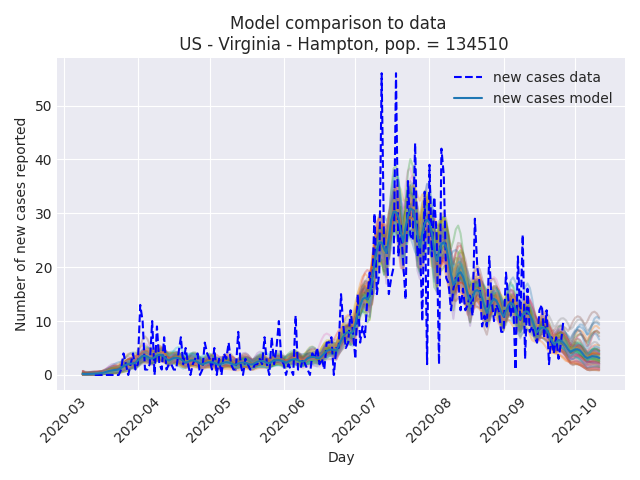 Model comparison to data
US - Virginia - Hampton, pop. = 134510
new cases data
new cases model
Number of new cases reported
50
40
30
20
10
0
2020-03
2020-04
2020-05
2020-06
2020-07
2020-08
2020-09
2020-10
Day